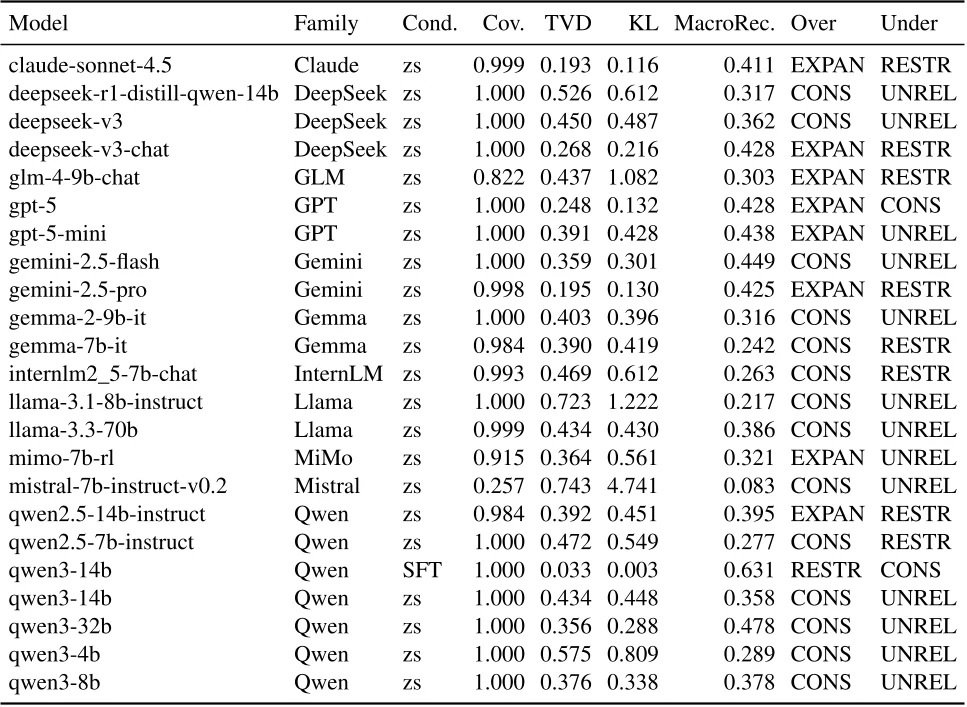 Model Family Cond. Cov. TVD KL MacroRec. Over Under
claude-sonnet-4.5 Claude zs 0.999 0.193 0.116 0.411 EXPAN RESTR
deepseek-r1-distill-qwen-14b DeepSeek zs 1.000 0.526 0.612 0.317 CONS UNREL
deepseek-v3 DeepSeek zs 1.000 0.450 0.487 0.362 CONS UNREL
deepseek-v3-chat DeepSeek zs 1.000 0.268 0.216 0.428 EXPAN RESTR
glm-4-9b-chat GLM zs 0.822 0.437 1.082 0.303 EXPAN RESTR
gpt-5 GPT zs 1.000 0.248 0.132 0.428 EXPAN CONS
gpt-5-mini GPT zs 1.000 0.391 0.428 0.438 EXPAN UNREL
gemini-2.5-flash Gemini zs 1.000 0.359 0.301 0.449 CONS UNREL
gemini-2.5-pro Gemini zs 0.998 0.195 0.130 0.425 EXPAN RESTR
gemma-2-9b-it Gemma zs 1.000 0.403 0.396 0.316 CONS UNREL
gemma-7b-it Gemma zs 0.984 0.390 0.419 0.242 CONS RESTR
internlm2_5-7b-chat InternLM zs 0.993 0.469 0.612 0.263 CONS RESTR
llama-3.1-8b-instruct Llama zs 1.000 0.723 1.222 0.217 CONS UNREL
llama-3.3-70b Llama zs 0.999 0.434 0.430 0.386 CONS UNREL
mimo-7b-rl MiMo zs 0.915 0.364 0.561 0.321 EXPAN UNREL
mistral-7b-instruct-v0.2 Mistral zs 0.257 0.743 4.741 0.083 CONS UNREL
qwen2.5-14b-instruct Qwen zs 0.984 0.392 0.451 0.395 EXPAN RESTR
qwen2.5-7b-instruct Qwen zs 1.000 0.472 0.549 0.277 CONS RESTR
qwen3-14b Qwen SFT 1.000 0.033 0.003 0.631 RESTR CONS
qwen3-14b Qwen zs 1.000 0.434 0.448 0.358 CONS UNREL
qwen3-32b Qwen zs 1.000 0.356 0.288 0.478 CONS UNREL
qwen3-4b Qwen zs 1.000 0.575 0.809 0.289 CONS UNREL
qwen3-8b Qwen zs 1.000 0.376 0.338 0.378 CONS UNREL